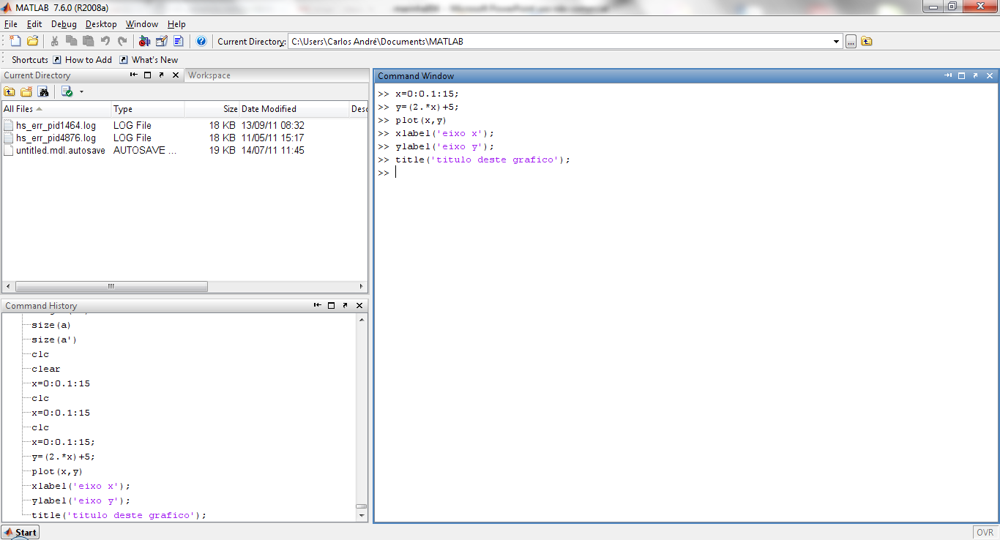 MATLAB 7.6.0 (R2008a)
File Edit Debug Desktop Window Help
Current Directory: C:\Users\Carlos André\Documents\MATLAB ...
Shortcuts How to Add What's New
Current Directory Workspace
All Files Type Size Date Modified Desc
hs_err_pid1464.log LOG File 18 KB 13/09/11 08:32
hs_err_pid4876.log LOG File 18 KB 11/05/11 15:17
untitled.mdl.autosave AUTOSAVE ... 19 KB 14/07/11 11:45
Command History
size(a)
size(a')
clc
clear
x=0:0.1:15
clc
x=0:0.1:15
clc
x=0:0.1:15;
y=(2.*x)+5;
plot(x,y)
xlabel('eixo x');
ylabel('eixo y');
title('titulo deste grafico');
Command Window
>> x=0:0.1:15;
>> y=(2.*x)+5;
>> plot(x,y)
>> xlabel('eixo x');
>> ylabel('eixo y');
>> title('titulo deste grafico');
>>
Start
OVR